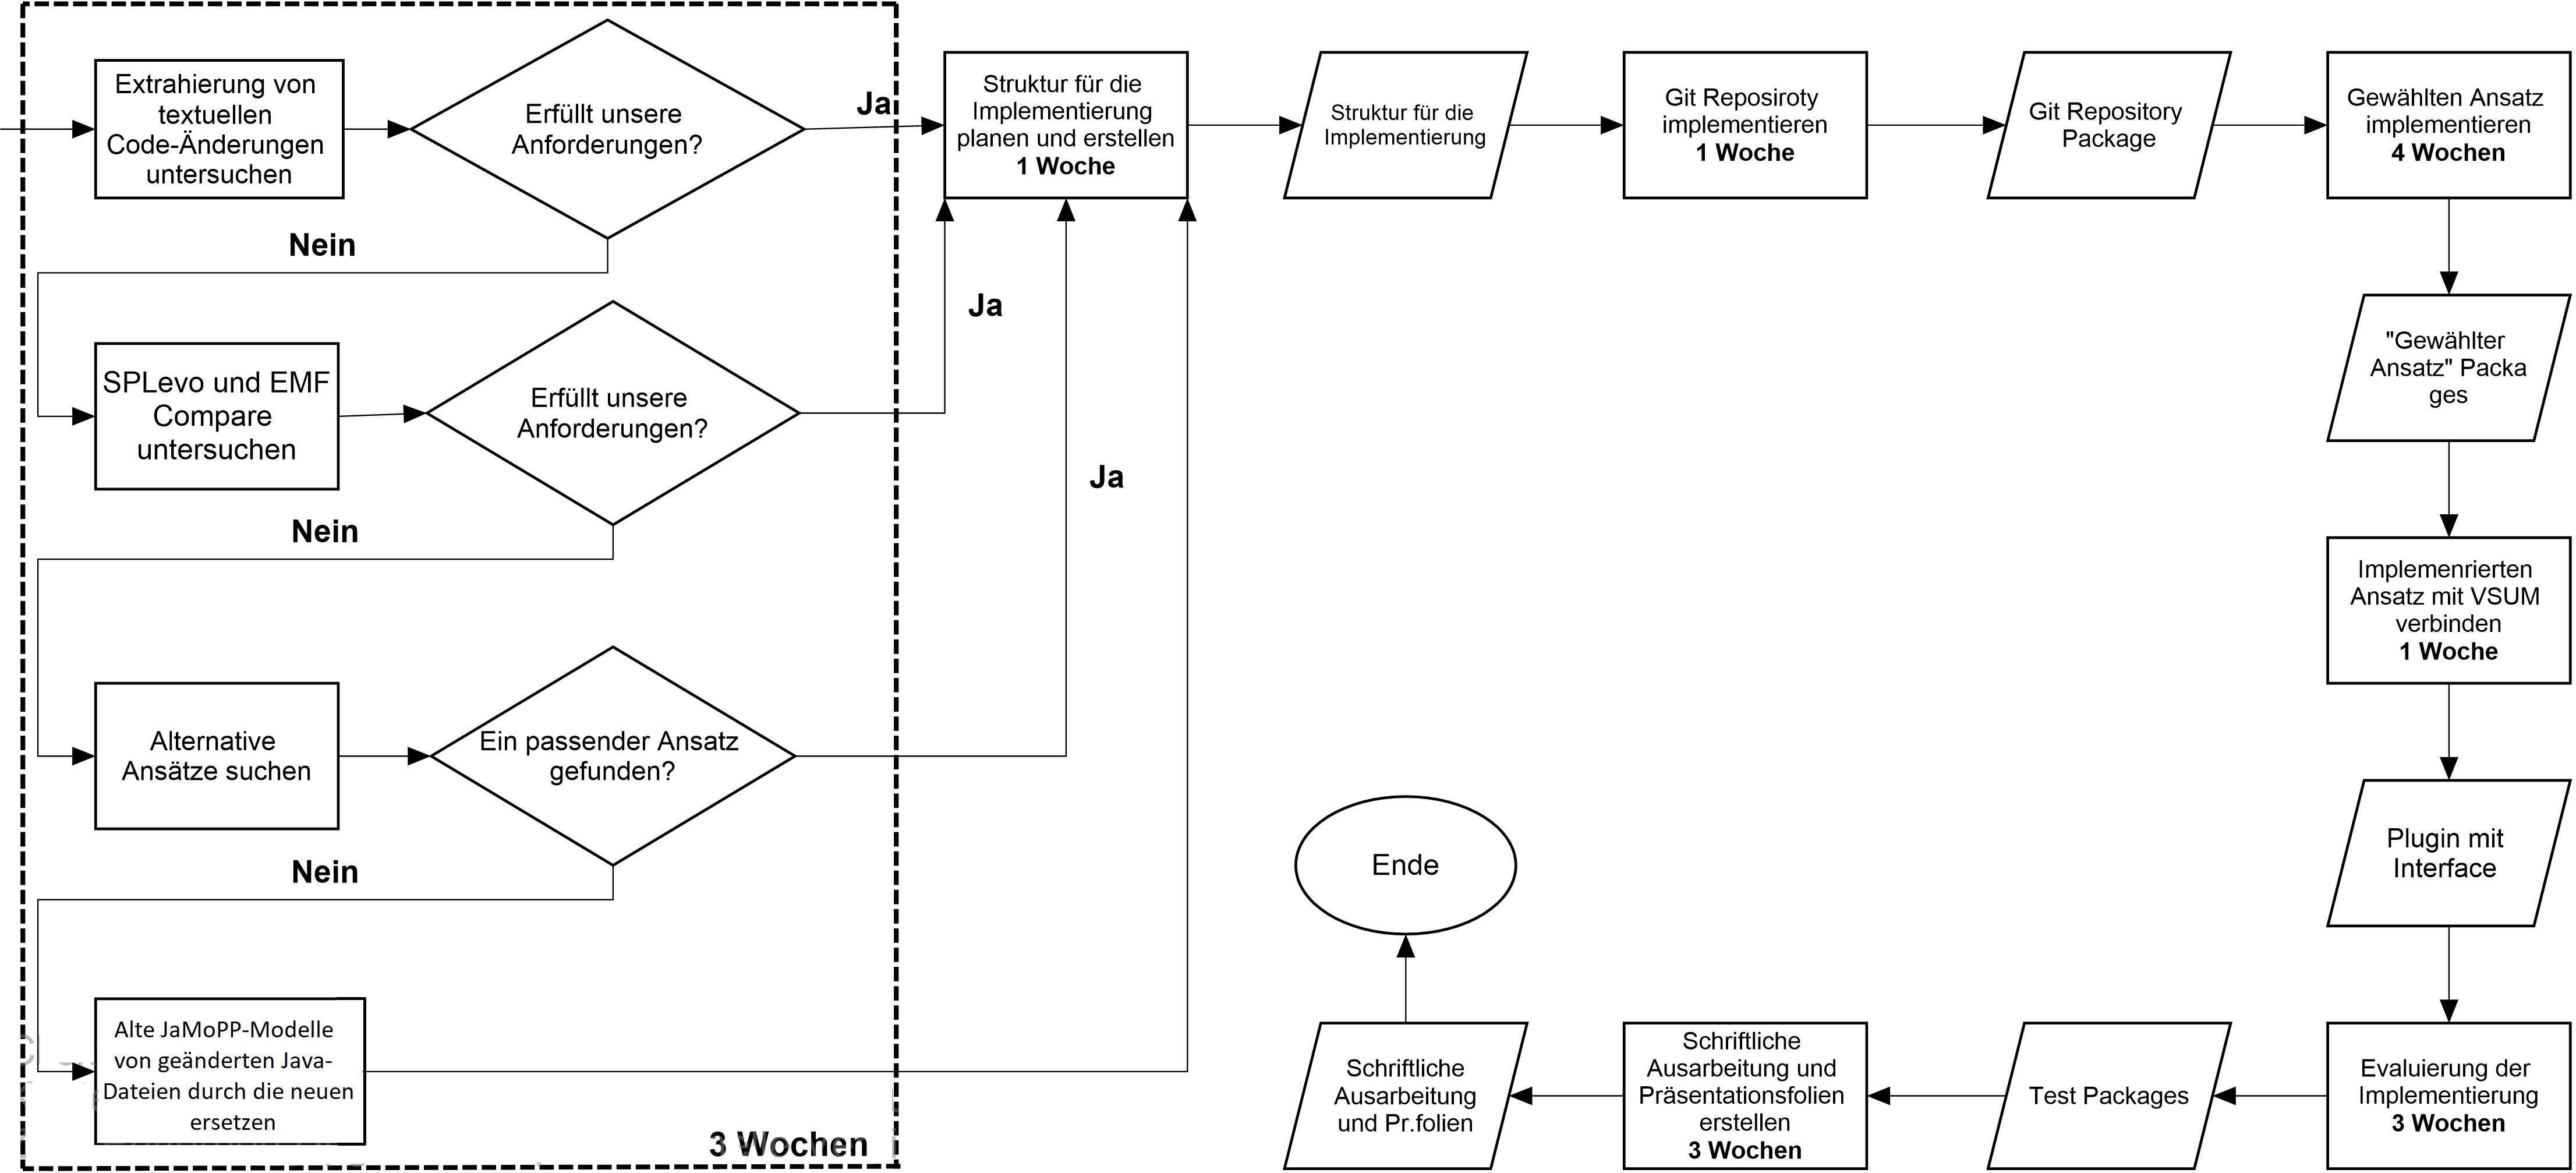 Extrahierung von
textuellen
Code-Änderungen
untersuchen
Erfüllt unsere
Anforderungen?
Ja
Nein
SPLevo und EMF
Compare
untersuchen
Erfüllt unsere
Anforderungen?
Ja
Nein
Alternative
Ansätze suchen
Ein passender Ansatz
gefunden?
Ja
Nein
Alte JaMoPP-Modelle
von geänderten Java-
Dateien durch die neuen
ersetzen
3 Wochen
Struktur für die
Implementierung
planen und erstellen
1 Woche
Struktur für die
Implementierung
Git Reposiroty
implementieren
1 Woche
Git Repository
Package
Gewählten Ansatz
implementieren
4 Wochen
"Gewählter
Ansatz" Packa
ges
Implemenrierten
Ansatz mit VSUM
verbinden
1 Woche
Plugin mit
Interface
Evaluierung der
Implementierung
3 Wochen
Test Packages
Schriftliche
Ausarbeitung und
Präsentationsfolien
erstellen
3 Wochen
Schriftliche
Ausarbeitung
und Pr.folien
Ende